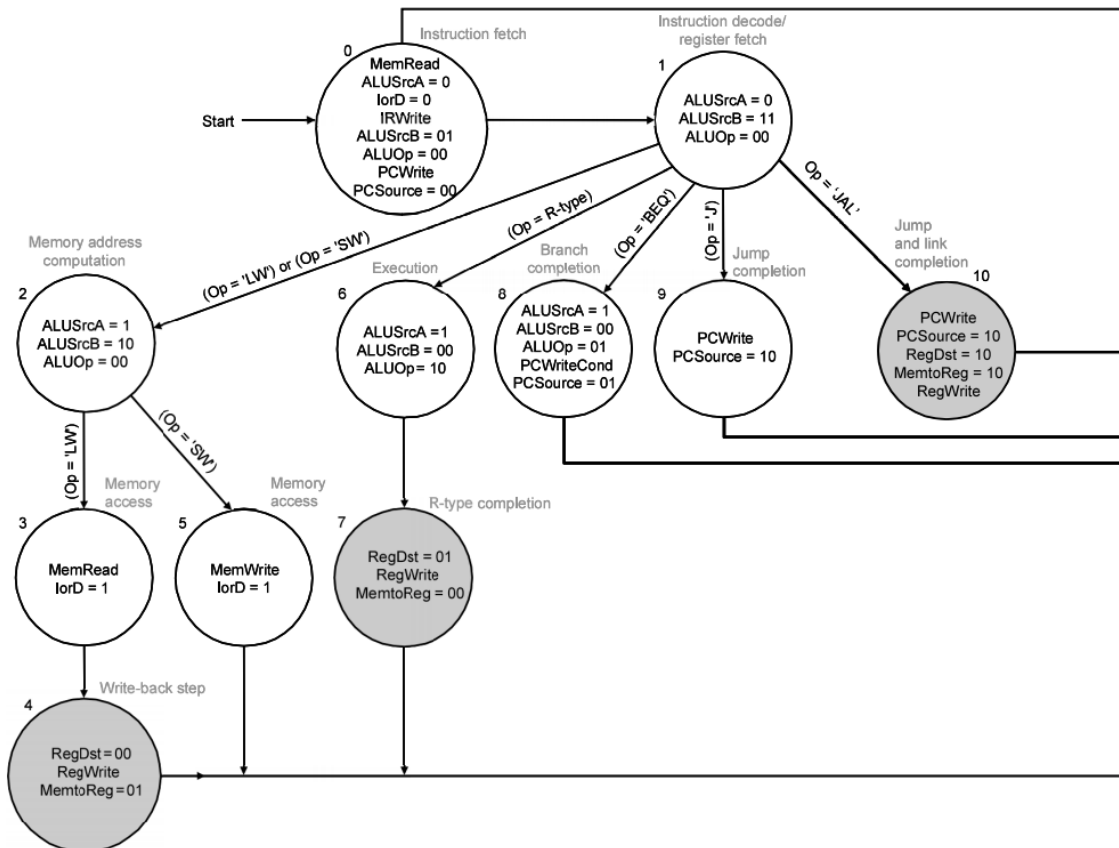 Instruction fetch
0
MemRead
ALUSrcA = 0
IorD = 0
IRWrite
ALUSrcB = 01
ALUOp = 00
PCWrite
PCSource = 00
Start
Instruction decode/
register fetch
1
ALUSrcA = 0
ALUSrcB = 11
ALUOp = 00
(Op = 'LW') or (Op = 'SW')
(Op = R-type)
(Op = 'BEQ')
(Op = 'J')
Op = 'JAL'
Memory address
computation
2
ALUSrcA = 1
ALUSrcB = 10
ALUOp = 00
Execution
6
ALUSrcA =1
ALUSrcB = 00
ALUOp= 10
Branch
completion
8
ALUSrcA = 1
ALUSrcB = 00
ALUOp = 01
PCWriteCond
PCSource = 01
Jump
completion
9
PCWrite
PCSource = 10
Jump
and link
completion
10
PCWrite
PCSource = 10
RegDst = 10
MemtoReg = 10
RegWrite
(Op = 'LW')
(Op = 'SW')
Memory
access
3
MemRead
IorD = 1
Memory
access
5
MemWrite
IorD = 1
R-type completion
7
RegDst = 01
RegWrite
MemtoReg = 00
Write-back step
4
RegDst = 00
RegWrite
MemtoReg = 01